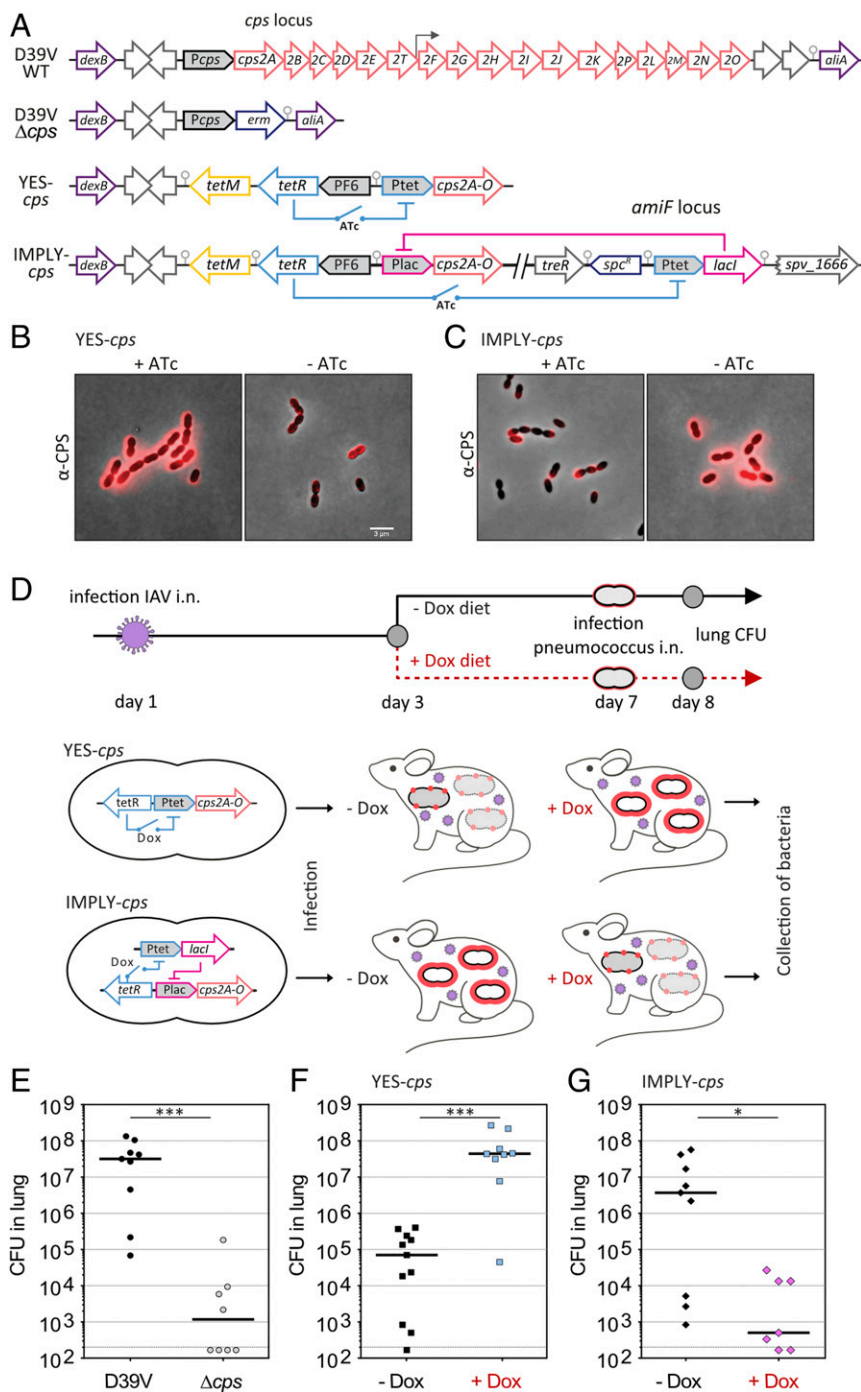 A
cps locus
D39V
WT
dexB
Pcps
cps2A
2B
2C
2D
2E
2T
2F
2G
2H
2I
2J
2K
2P
2L
2M
2N
2O
aliA
D39V
Δcps
dexB
Pcps
erm
aliA
YES-
cps
dexB
tetM
tetR
PF6
Ptet
cps2A-O
ATc
amiF locus
IMPLY-
cps
dexB
tetM
tetR
PF6
Plac
cps2A-O
treR
spcR
Ptet
lacI
spv_1666
ATc
B
YES-cps
+ ATc
- ATc
α-CPS
3 µm
C
IMPLY-cps
+ ATc
- ATc
α-CPS
D
infection IAV i.n.
- Dox diet
infection
pneumococcus i.n.
lung CFU
+ Dox diet
day 1
day 3
day 7
day 8
YES-cps
tetR
Ptet
cps2A-O
Dox
- Dox
+ Dox
Infection
Collection of bacteria
IMPLY-cps
Ptet
lacI
Dox
tetR
Plac
cps2A-O
- Dox
+ Dox
E
CFU in lung
10⁹
10⁸
10⁷
10⁶
10⁵
10⁴
10³
10²
***
D39V
Δcps
F
YES-cps
CFU in lung
10⁹
10⁸
10⁷
10⁶
10⁵
10⁴
10³
10²
***
- Dox
+ Dox
G
IMPLY-cps
CFU in lung
10⁹
10⁸
10⁷
10⁶
10⁵
10⁴
10³
10²
*
- Dox
+ Dox